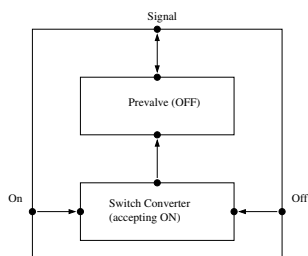 Signal
Prevalve (OFF)
On
Off
Switch Converter
(accepting ON)